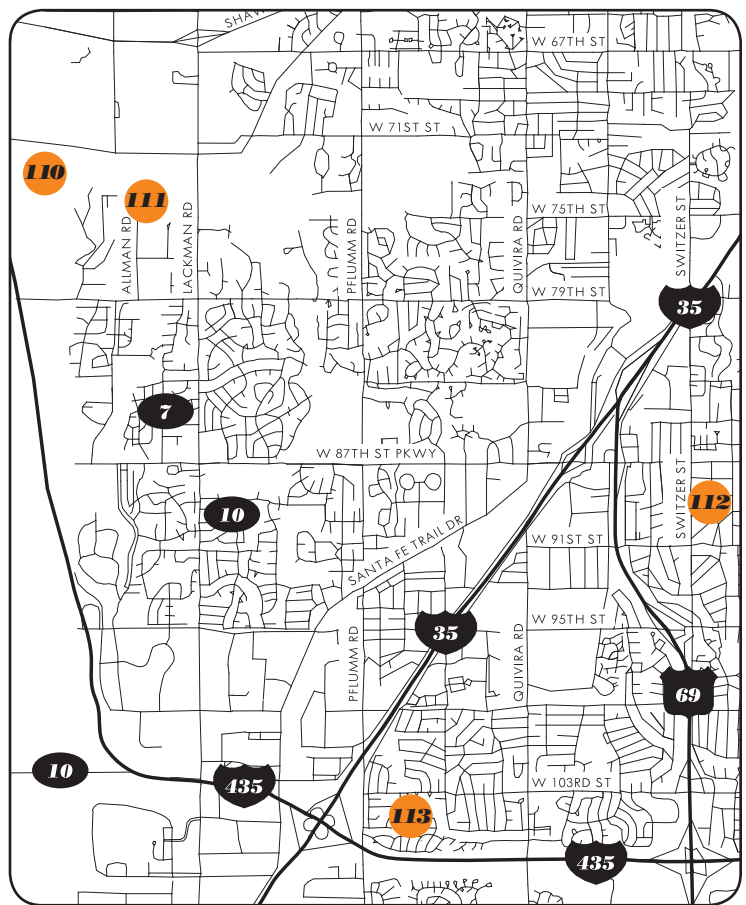 SHAW
W 67TH ST
W 71ST ST
110
111
W 75TH ST
ALLMAN RD
LACKMAN RD
PFLUMM RD
QUIVIRA RD
SWITZER ST
W 79TH ST
35
7
W 87TH ST PKWY
10
SWITZER ST
112
SANTA FE TRAIL DR
W 91ST ST
35
W 95TH ST
PFLUMM RD
QUIVIRA RD
69
10
435
W 103RD ST
113
435